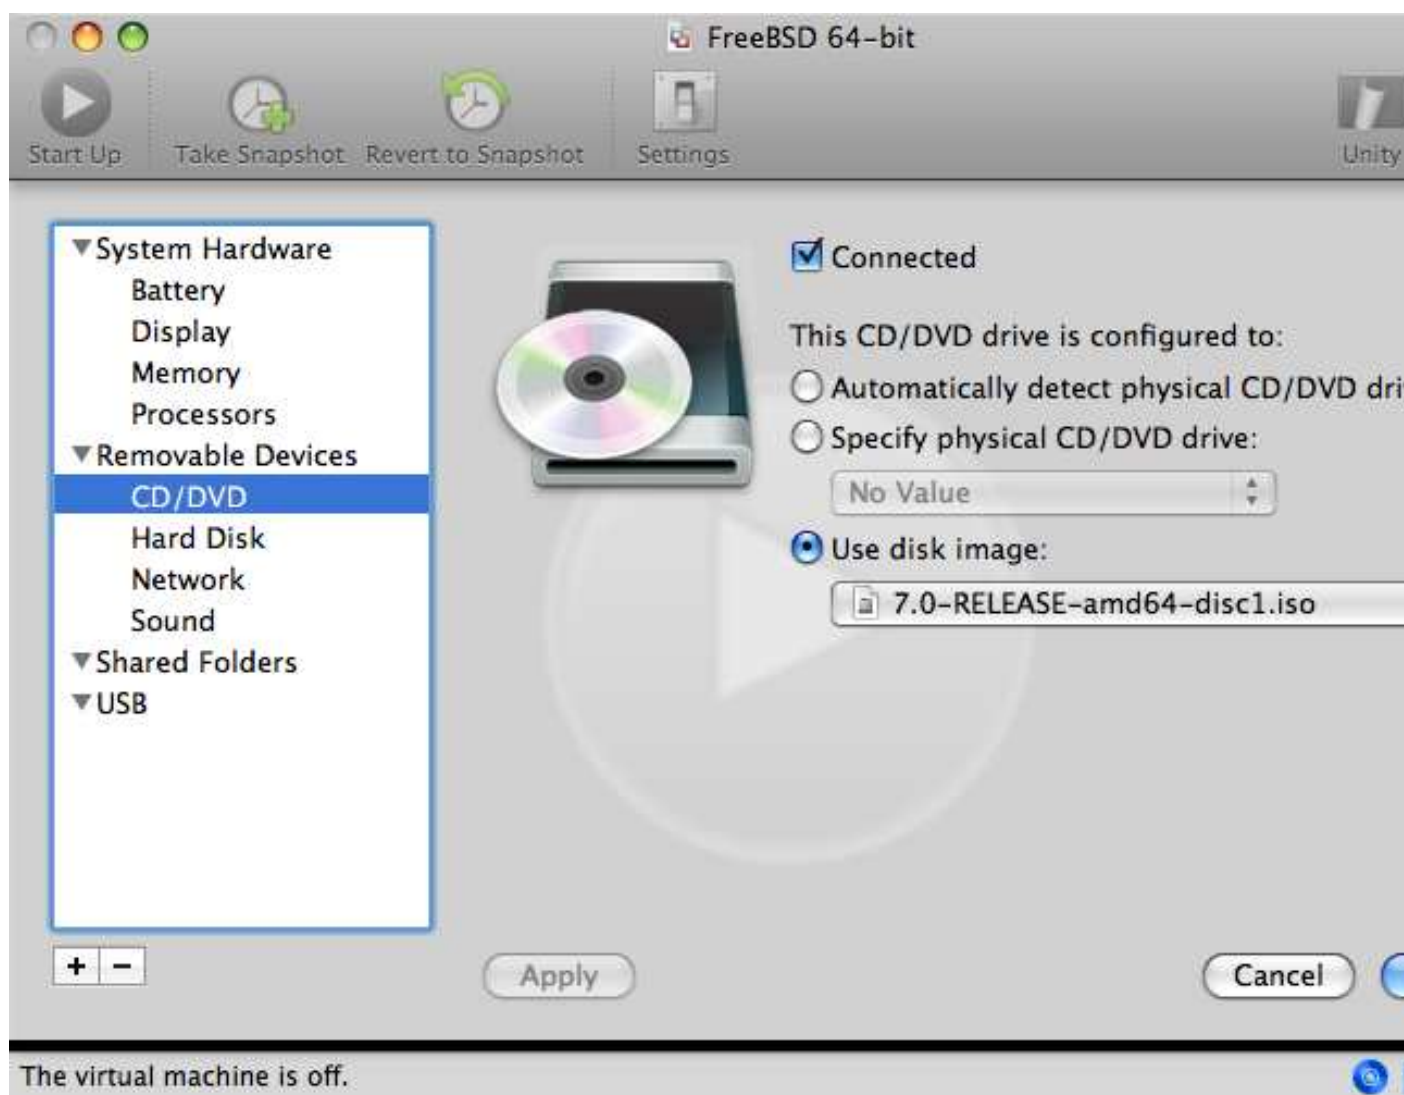 FreeBSD 64-bit
Start Up
Take Snapshot
Revert to Snapshot
Settings
Unity
System Hardware
Battery
Display
Memory
Processors
Removable Devices
CD/DVD
Hard Disk
Network
Sound
Shared Folders
USB
Connected
This CD/DVD drive is configured to:
Automatically detect physical CD/DVD dri
Specify physical CD/DVD drive:
No Value
Use disk image:
7.0-RELEASE-amd64-disc1.iso
+ −
Apply
Cancel
The virtual machine is off.